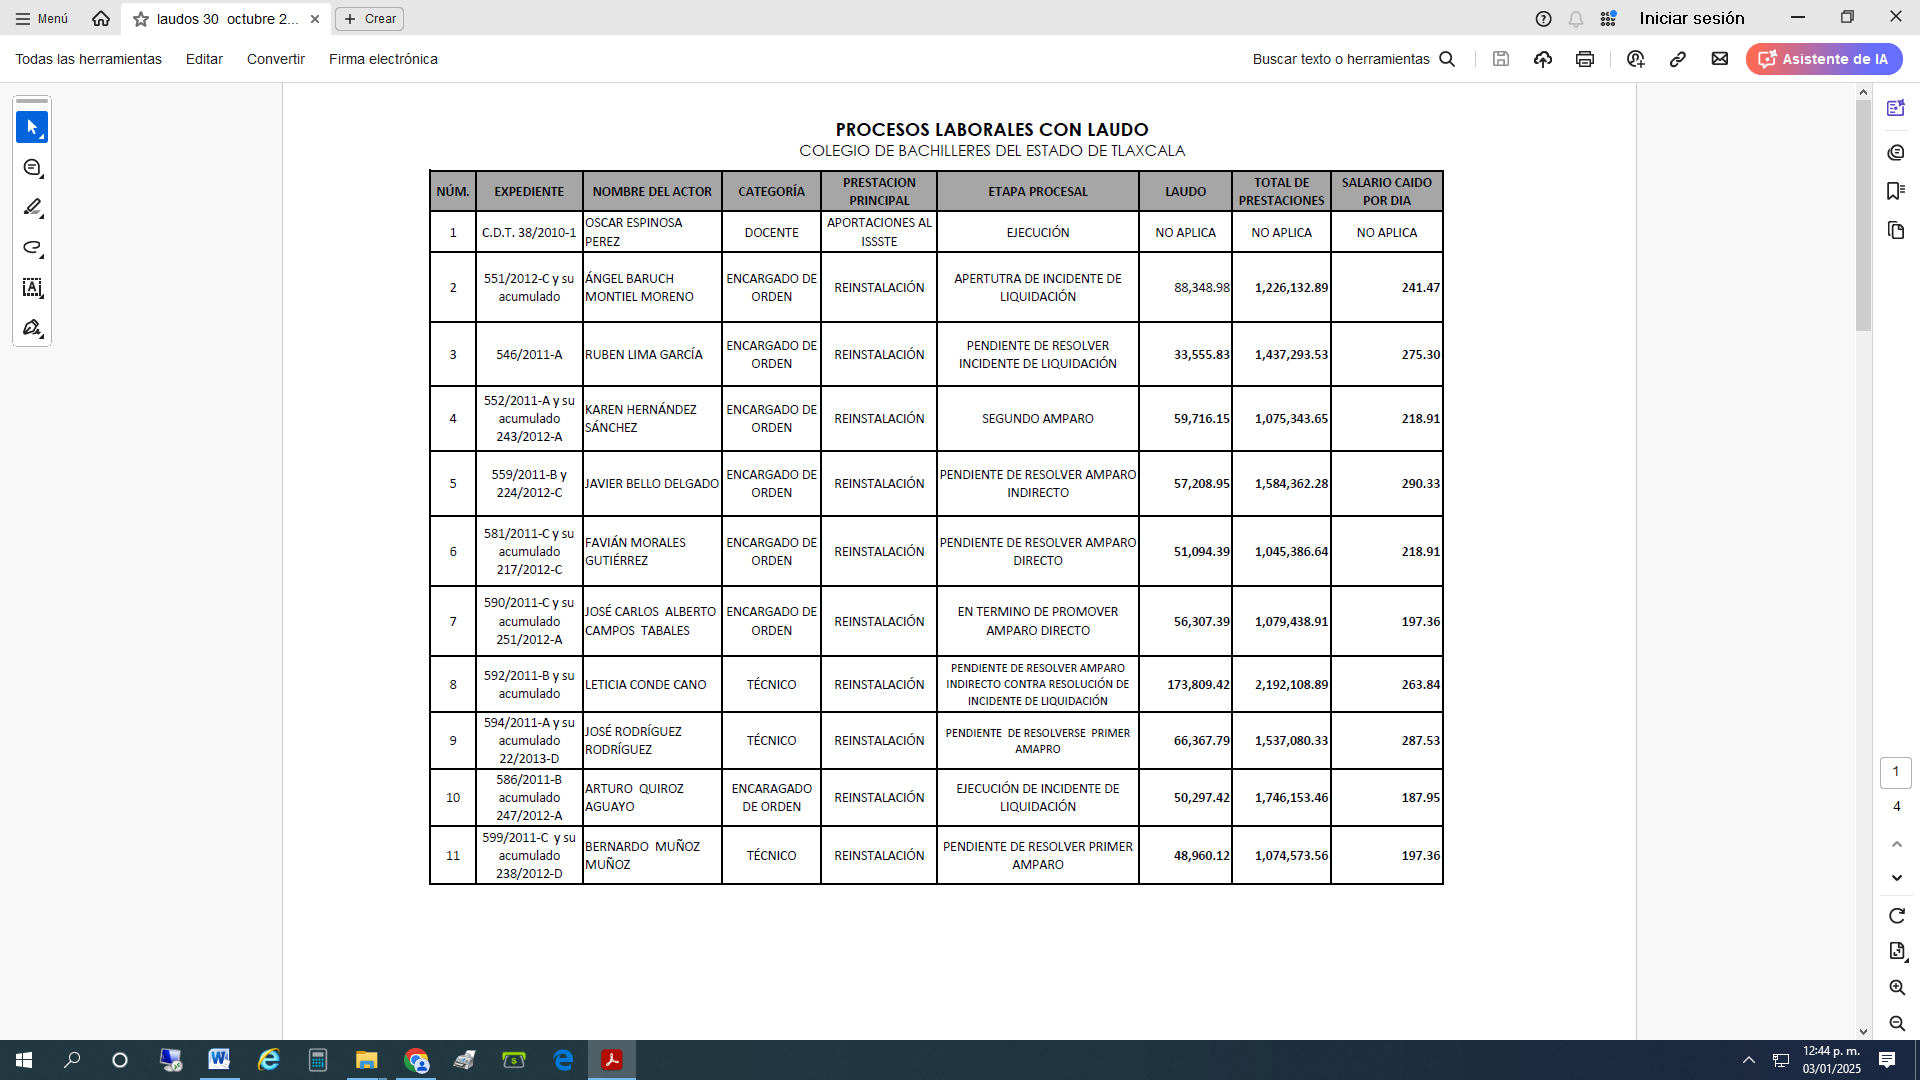 Menú
laudos 30 octubre 2...
Crear
Iniciar sesión
Todas las herramientas
Editar
Convertir
Firma electrónica
Buscar texto o herramientas
Asistente de IA
PROCESOS LABORALES CON LAUDO
COLEGIO DE BACHILLERES DEL ESTADO DE TLAXCALA
NÚM. EXPEDIENTE NOMBRE DEL ACTOR CATEGORÍA PRESTACION PRINCIPAL ETAPA PROCESAL LAUDO TOTAL DE PRESTACIONES SALARIO CAIDO POR DIA
1 C.D.T. 38/2010-1 OSCAR ESPINOSA PEREZ DOCENTE APORTACIONES AL ISSSTE EJECUCIÓN NO APLICA NO APLICA NO APLICA
2 551/2012-C y su acumulado ÁNGEL BARUCH MONTIEL MORENO ENCARGADO DE ORDEN REINSTALACIÓN APERTUTRA DE INCIDENTE DE LIQUIDACIÓN 88,348.98 1,226,132.89 241.47
3 546/2011-A RUBEN LIMA GARCÍA ENCARGADO DE ORDEN REINSTALACIÓN PENDIENTE DE RESOLVER INCIDENTE DE LIQUIDACIÓN 33,555.83 1,437,293.53 275.30
4 552/2011-A y su acumulado 243/2012-A KAREN HERNÁNDEZ SÁNCHEZ ENCARGADO DE ORDEN REINSTALACIÓN SEGUNDO AMPARO 59,716.15 1,075,343.65 218.91
5 559/2011-B y 224/2012-C JAVIER BELLO DELGADO ENCARGADO DE ORDEN REINSTALACIÓN PENDIENTE DE RESOLVER AMPARO INDIRECTO 57,208.95 1,584,362.28 290.33
6 581/2011-C y su acumulado 217/2012-C FAVIÁN MORALES GUTIÉRREZ ENCARGADO DE ORDEN REINSTALACIÓN PENDIENTE DE RESOLVER AMPARO DIRECTO 51,094.39 1,045,386.64 218.91
7 590/2011-C y su acumulado 251/2012-A JOSÉ CARLOS ALBERTO CAMPOS TABALES ENCARGADO DE ORDEN REINSTALACIÓN EN TERMINO DE PROMOVER AMPARO DIRECTO 56,307.39 1,079,438.91 197.36
8 592/2011-B y su acumulado LETICIA CONDE CANO TÉCNICO REINSTALACIÓN PENDIENTE DE RESOLVER AMPARO INDIRECTO CONTRA RESOLUCIÓN DE INCIDENTE DE LIQUIDACIÓN 173,809.42 2,192,108.89 263.84
9 594/2011-A y su acumulado 22/2013-D JOSÉ RODRÍGUEZ RODRÍGUEZ TÉCNICO REINSTALACIÓN PENDIENTE DE RESOLVERSE PRIMER AMAPRO 66,367.79 1,537,080.33 287.53
10 586/2011-B acumulado 247/2012-A ARTURO QUIROZ AGUAYO ENCARAGADO DE ORDEN REINSTALACIÓN EJECUCIÓN DE INCIDENTE DE LIQUIDACIÓN 50,297.42 1,746,153.46 187.95
11 599/2011-C y su acumulado 238/2012-D BERNARDO MUÑOZ MUÑOZ TÉCNICO REINSTALACIÓN PENDIENTE DE RESOLVER PRIMER AMPARO 48,960.12 1,074,573.56 197.36
1
4
12:44 p. m.
03/01/2025